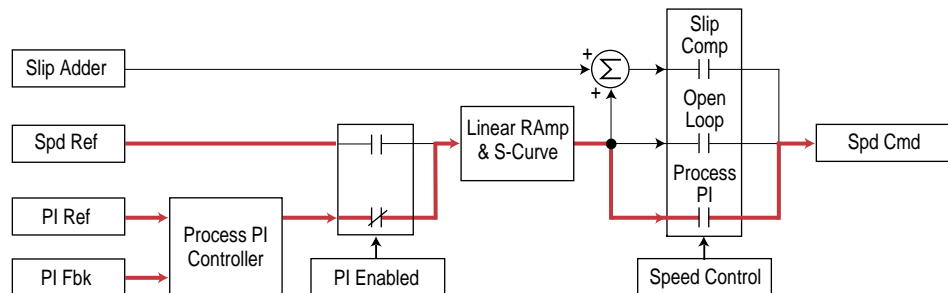 Slip
Comp
+
Slip Adder
Σ
+
Open
Loop
Spd Ref
Linear RAmp
& S-Curve
Spd Cmd
Process
PI
PI Ref
Process PI
Controller
PI Fbk
PI Enabled
Speed Control